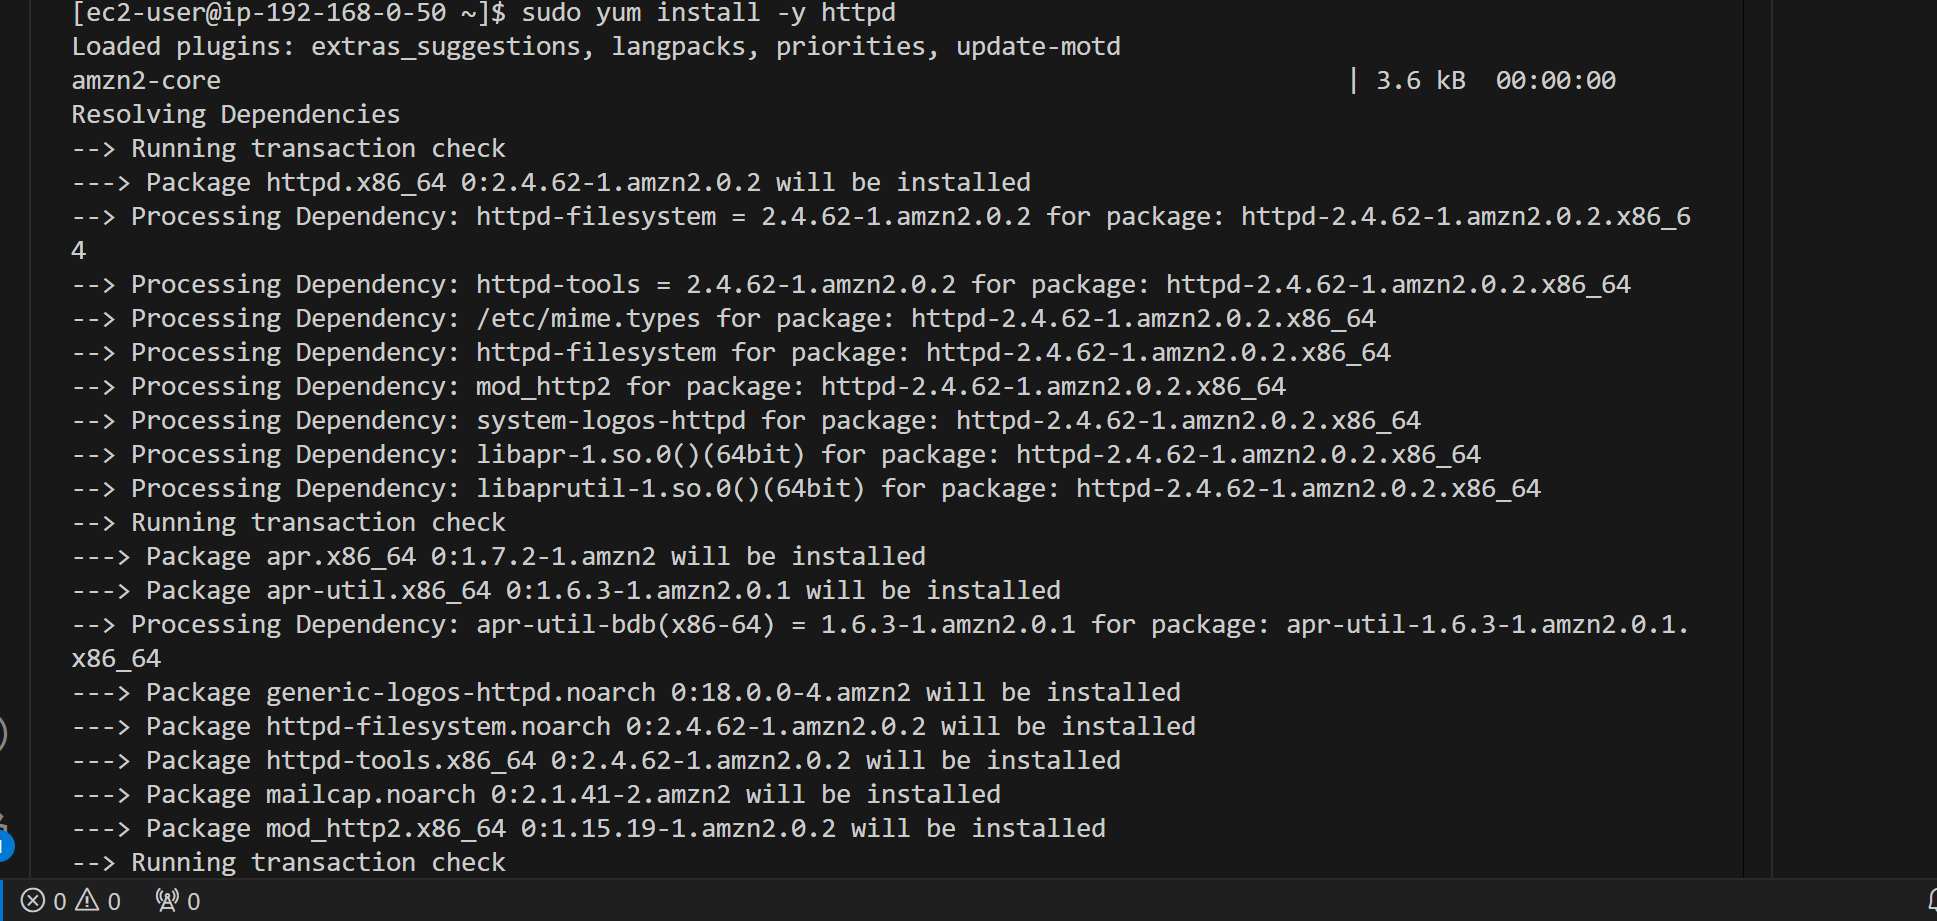 [ec2-user@ip-192-168-0-50 ~]$ sudo yum install -y httpd
Loaded plugins: extras_suggestions, langpacks, priorities, update-motd
amzn2-core | 3.6 kB 00:00:00
Resolving Dependencies
--> Running transaction check
---> Package httpd.x86_64 0:2.4.62-1.amzn2.0.2 will be installed
--> Processing Dependency: httpd-filesystem = 2.4.62-1.amzn2.0.2 for package: httpd-2.4.62-1.amzn2.0.2.x86_6
4
--> Processing Dependency: httpd-tools = 2.4.62-1.amzn2.0.2 for package: httpd-2.4.62-1.amzn2.0.2.x86_64
--> Processing Dependency: /etc/mime.types for package: httpd-2.4.62-1.amzn2.0.2.x86_64
--> Processing Dependency: httpd-filesystem for package: httpd-2.4.62-1.amzn2.0.2.x86_64
--> Processing Dependency: mod_http2 for package: httpd-2.4.62-1.amzn2.0.2.x86_64
--> Processing Dependency: system-logos-httpd for package: httpd-2.4.62-1.amzn2.0.2.x86_64
--> Processing Dependency: libapr-1.so.0()(64bit) for package: httpd-2.4.62-1.amzn2.0.2.x86_64
--> Processing Dependency: libaprutil-1.so.0()(64bit) for package: httpd-2.4.62-1.amzn2.0.2.x86_64
--> Running transaction check
---> Package apr.x86_64 0:1.7.2-1.amzn2 will be installed
---> Package apr-util.x86_64 0:1.6.3-1.amzn2.0.1 will be installed
--> Processing Dependency: apr-util-bdb(x86-64) = 1.6.3-1.amzn2.0.1 for package: apr-util-1.6.3-1.amzn2.0.1.
x86_64
---> Package generic-logos-httpd.noarch 0:18.0.0-4.amzn2 will be installed
---> Package httpd-filesystem.noarch 0:2.4.62-1.amzn2.0.2 will be installed
---> Package httpd-tools.x86_64 0:2.4.62-1.amzn2.0.2 will be installed
---> Package mailcap.noarch 0:2.1.41-2.amzn2 will be installed
---> Package mod_http2.x86_64 0:1.15.19-1.amzn2.0.2 will be installed
--> Running transaction check
0 0 0